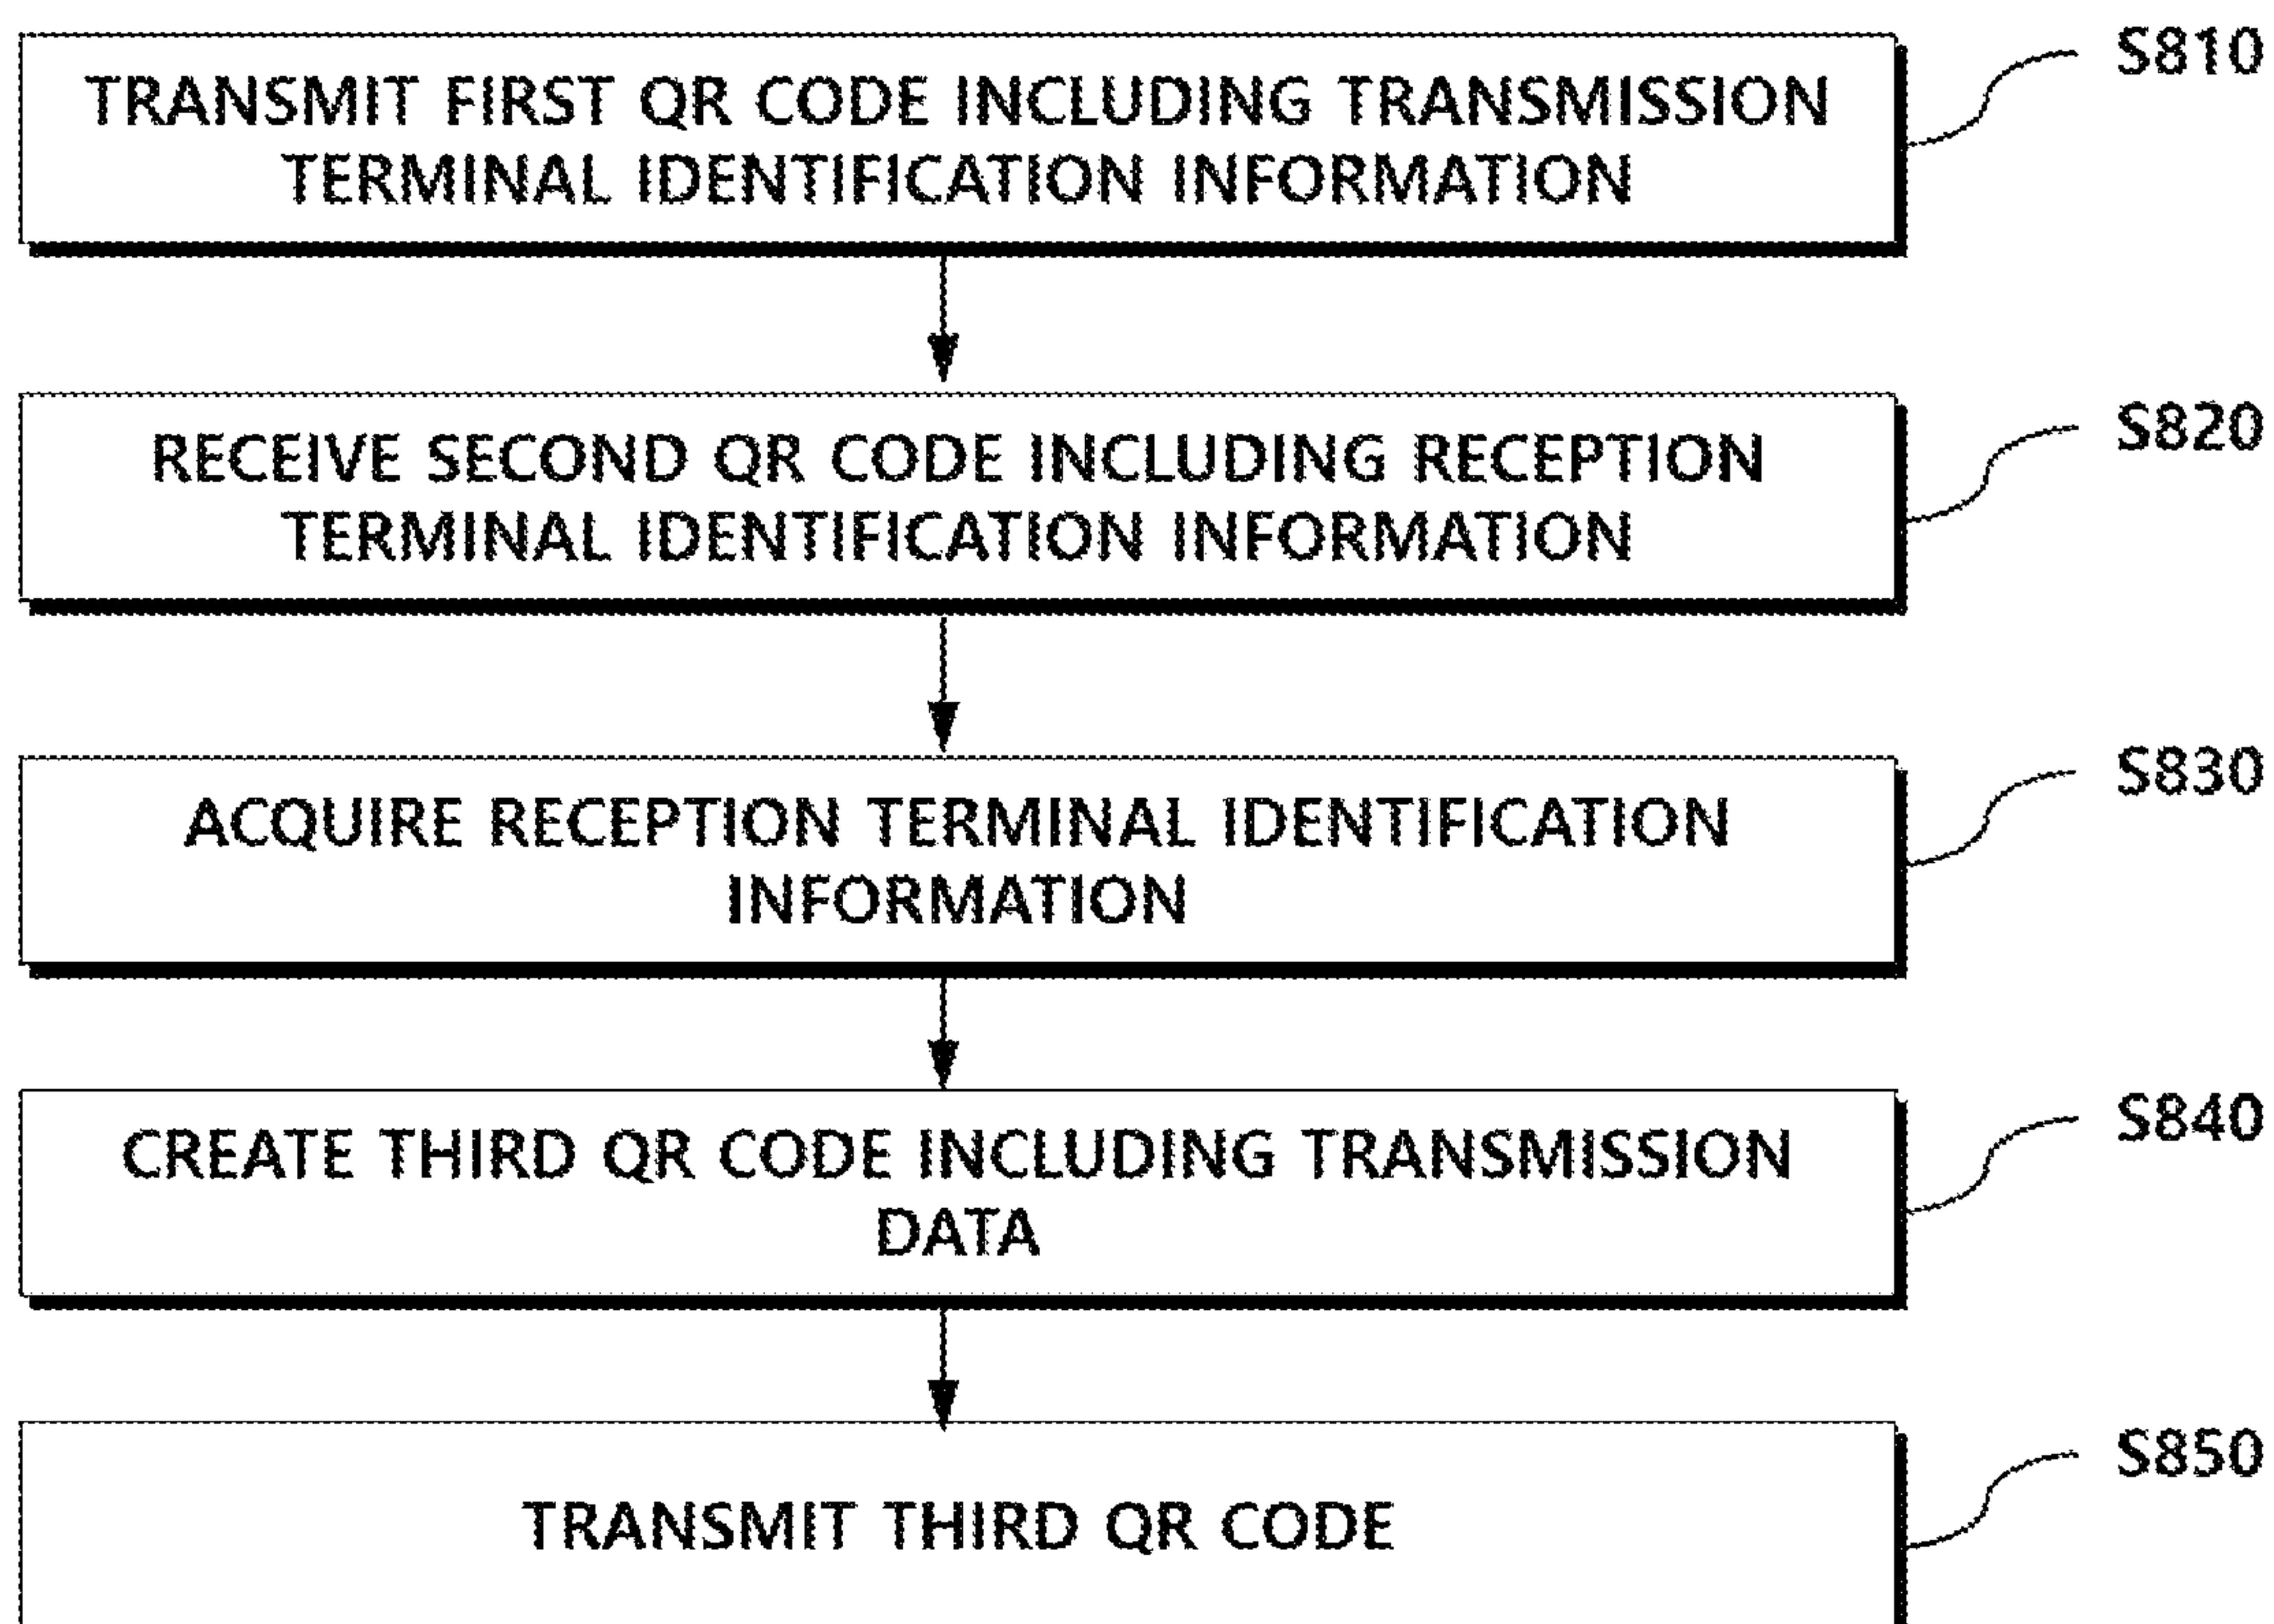 TRANSMIT FIRST QR CODE INCLUDING TRANSMISSION
TERMINAL IDENTIFICATION INFORMATION
S810
RECEIVE SECOND QR CODE INCLUDING RECEPTION
TERMINAL IDENTIFICATION INFORMATION
S820
ACQUIRE RECEPTION TERMINAL IDENTIFICATION
INFORMATION
S830
CREATE THIRD QR CODE INCLUDING TRANSMISSION
DATA
S840
TRANSMIT THIRD QR CODE
S850